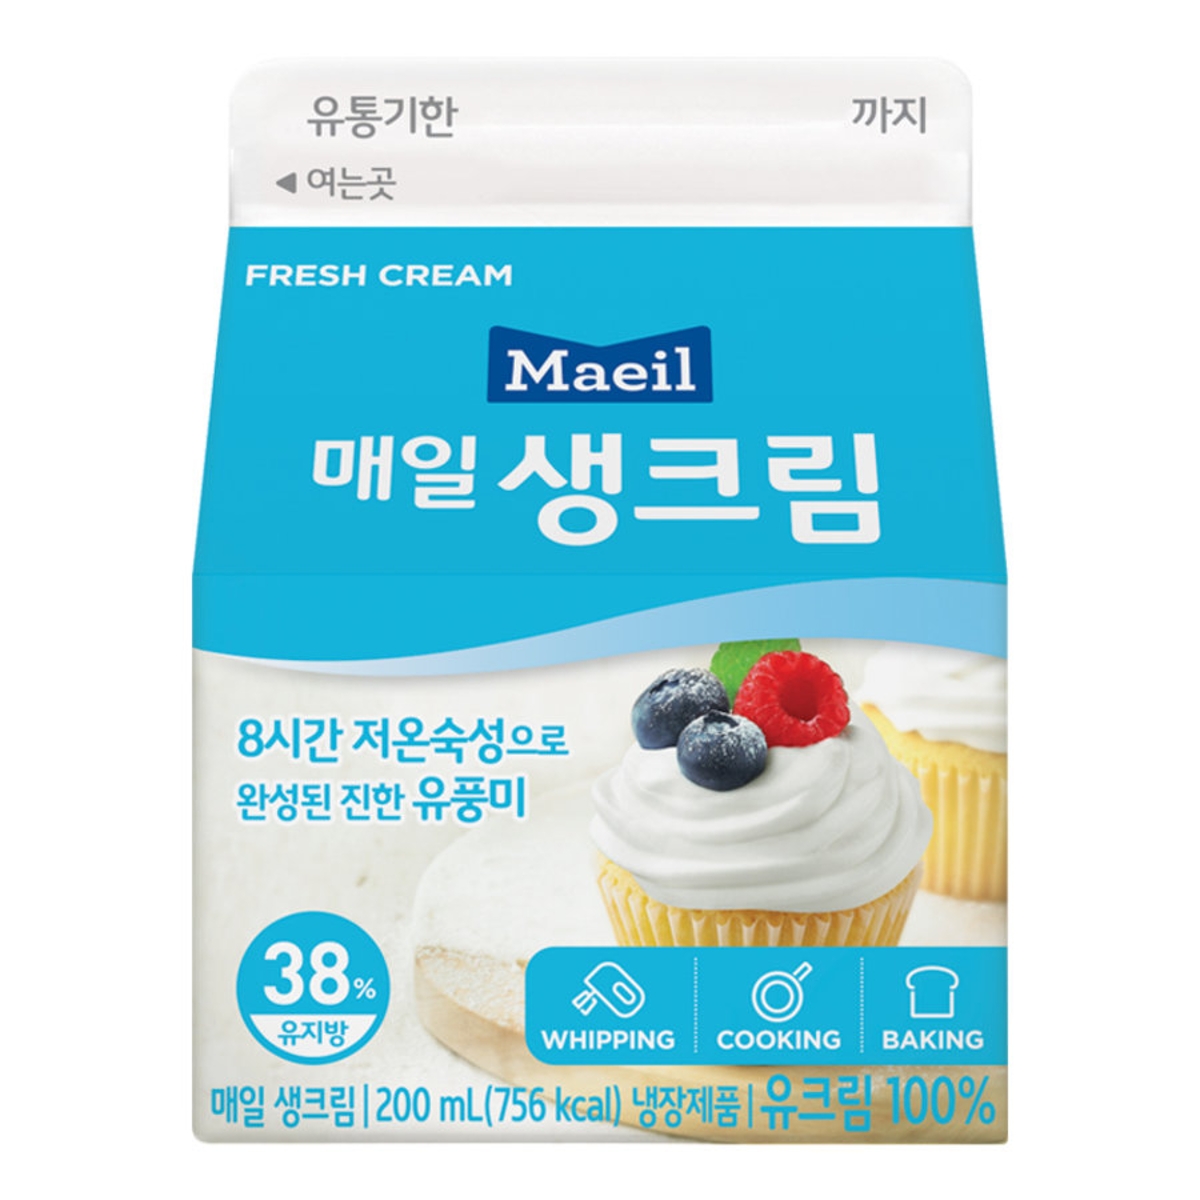 유통기한 까지
◀ 여는곳
FRESH CREAM
Maeil
매일 생크림
8시간 저온숙성으로
완성된 진한 유풍미
38%
유지방
WHIPPING COOKING BAKING
매일 생크림 | 200 mL(756 kcal) 냉장제품 | 유크림 100%